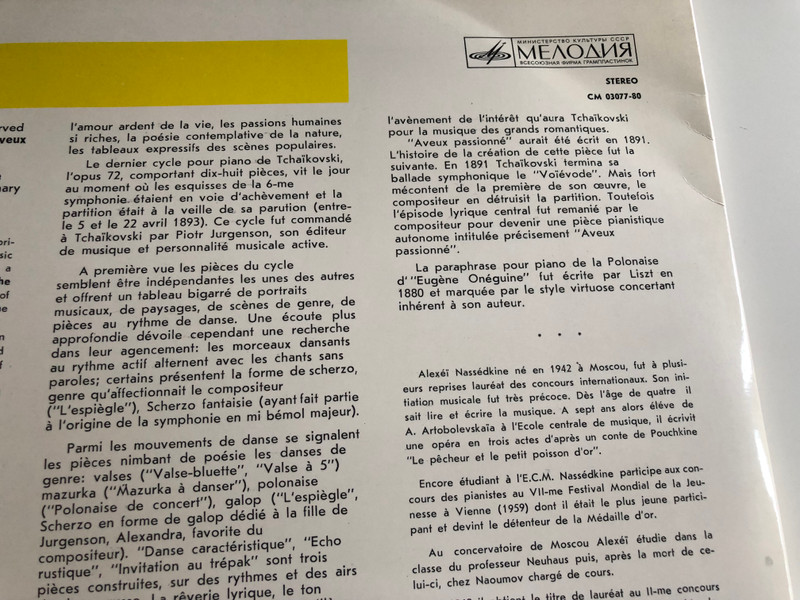 МИНИСТЕРСТВО КУЛЬТУРЫ СССР
МЕЛОДИЯ
ВСЕСОЮЗНАЯ ФИРМА ГРАМПЛАСТИНОК
STEREO
СМ 03077-80
l'amour ardent de la vie, les passions humaines
si riches, la poésie contemplative de la nature,
les tableaux expressifs des scènes populaires.
Le dernier cycle pour piano de Tchaïkovski,
l'opus 72, comportant dix-huit pièces, vit le jour
au moment où les esquisses de la 6-me
symphonie étaient en voie d'achèvement et la
partition était à la veille de sa parution (entre-
le 5 et le 22 avril 1893). Ce cycle fut commandé
à Tchaïkovski par Piotr Jurgenson, son éditeur
de musique et personnalité musicale active.
A première vue les pièces du cycle
semblent être indépendantes les unes des autres
et offrent un tableau bigarré de portraits
musicaux, de paysages, de scènes de genre, de
pièces au rythme de danse. Une écoute plus
approfondie dévoile cependant une recherche
dans leur agencement: les morceaux dansants
au rythme actif alternent avec les chants sans
paroles; certains présentent la forme de scherzo,
genre qu'affectionnait le compositeur
("L'espiègle"), Scherzo fantaisie (ayant fait partie
à l'origine de la symphonie en mi bémol majeur).
Parmi les mouvements de danse se signalent
les pièces nimbant de poésie les danses de
genre: valses ("Valse-bluette", "Valse à 5")
mazurka ("Mazurka à danser"), polonaise
("Polonaise de concert"), galop ("L'espiègle",
Scherzo en forme de galop dédié à la fille de
Jurgenson, Alexandra, favorite du
compositeur). "Danse caractéristique", "Echo
rustique", "Invitation au trépak" sont trois
pièces construites, sur des rythmes et des airs
La rêverie lyrique, le ton
l'avènement de l'intérêt qu'aura Tchaïkovski
pour la musique des grands romantiques.
"Aveux passionné" aurait été écrit en 1891.
L'histoire de la création de cette pièce fut la
suivante. En 1891 Tchaïkovski termina sa
ballade symphonique le "Voïévode". Mais fort
mécontent de la première de son œuvre, le
compositeur en détruisit la partition. Toutefois
l'épisode lyrique central fut remanié par le
compositeur pour devenir une pièce pianistique
autonome intitulée précisement "Aveux
passionné".
La paraphrase pour piano de la Polonaise
d' "Eugène Onéguine" fut écrite par Liszt en
1880 et marquée par le style virtuose concertant
inhérent à son auteur.
. . .
Alexéï Nassédkine né en 1942 à Moscou, fut à plusi-
eurs reprises lauréat des concours internationaux. Son ini-
tiation musicale fut très précoce. Dès l'âge de quatre il
sait lire et écrire la musique. A sept ans alors éléve de
A. Artobolevskaïa à l'Ecole centrale de musique, il écrivit
une opéra en trois actes d'après un conte de Pouchkine
"Le pêcheur et le petit poisson d'or".
Encore étudiant à l'E.C.M. Nassédkine participe aux con-
cours des pianistes au VII-me Festival Mondial de la Jeu-
nesse à Vienne (1959) dont il était le plus jeune partici-
pant et devint le détenteur de la Médaille d'or.
Au concervatoire de Moscou Alexéï étudie dans la
classe du professeur Neuhaus puis, après la mort de ce-
lui-ci, chez Naoumov chargé de cours.
il obtient le titre de lauréat au II-me concours